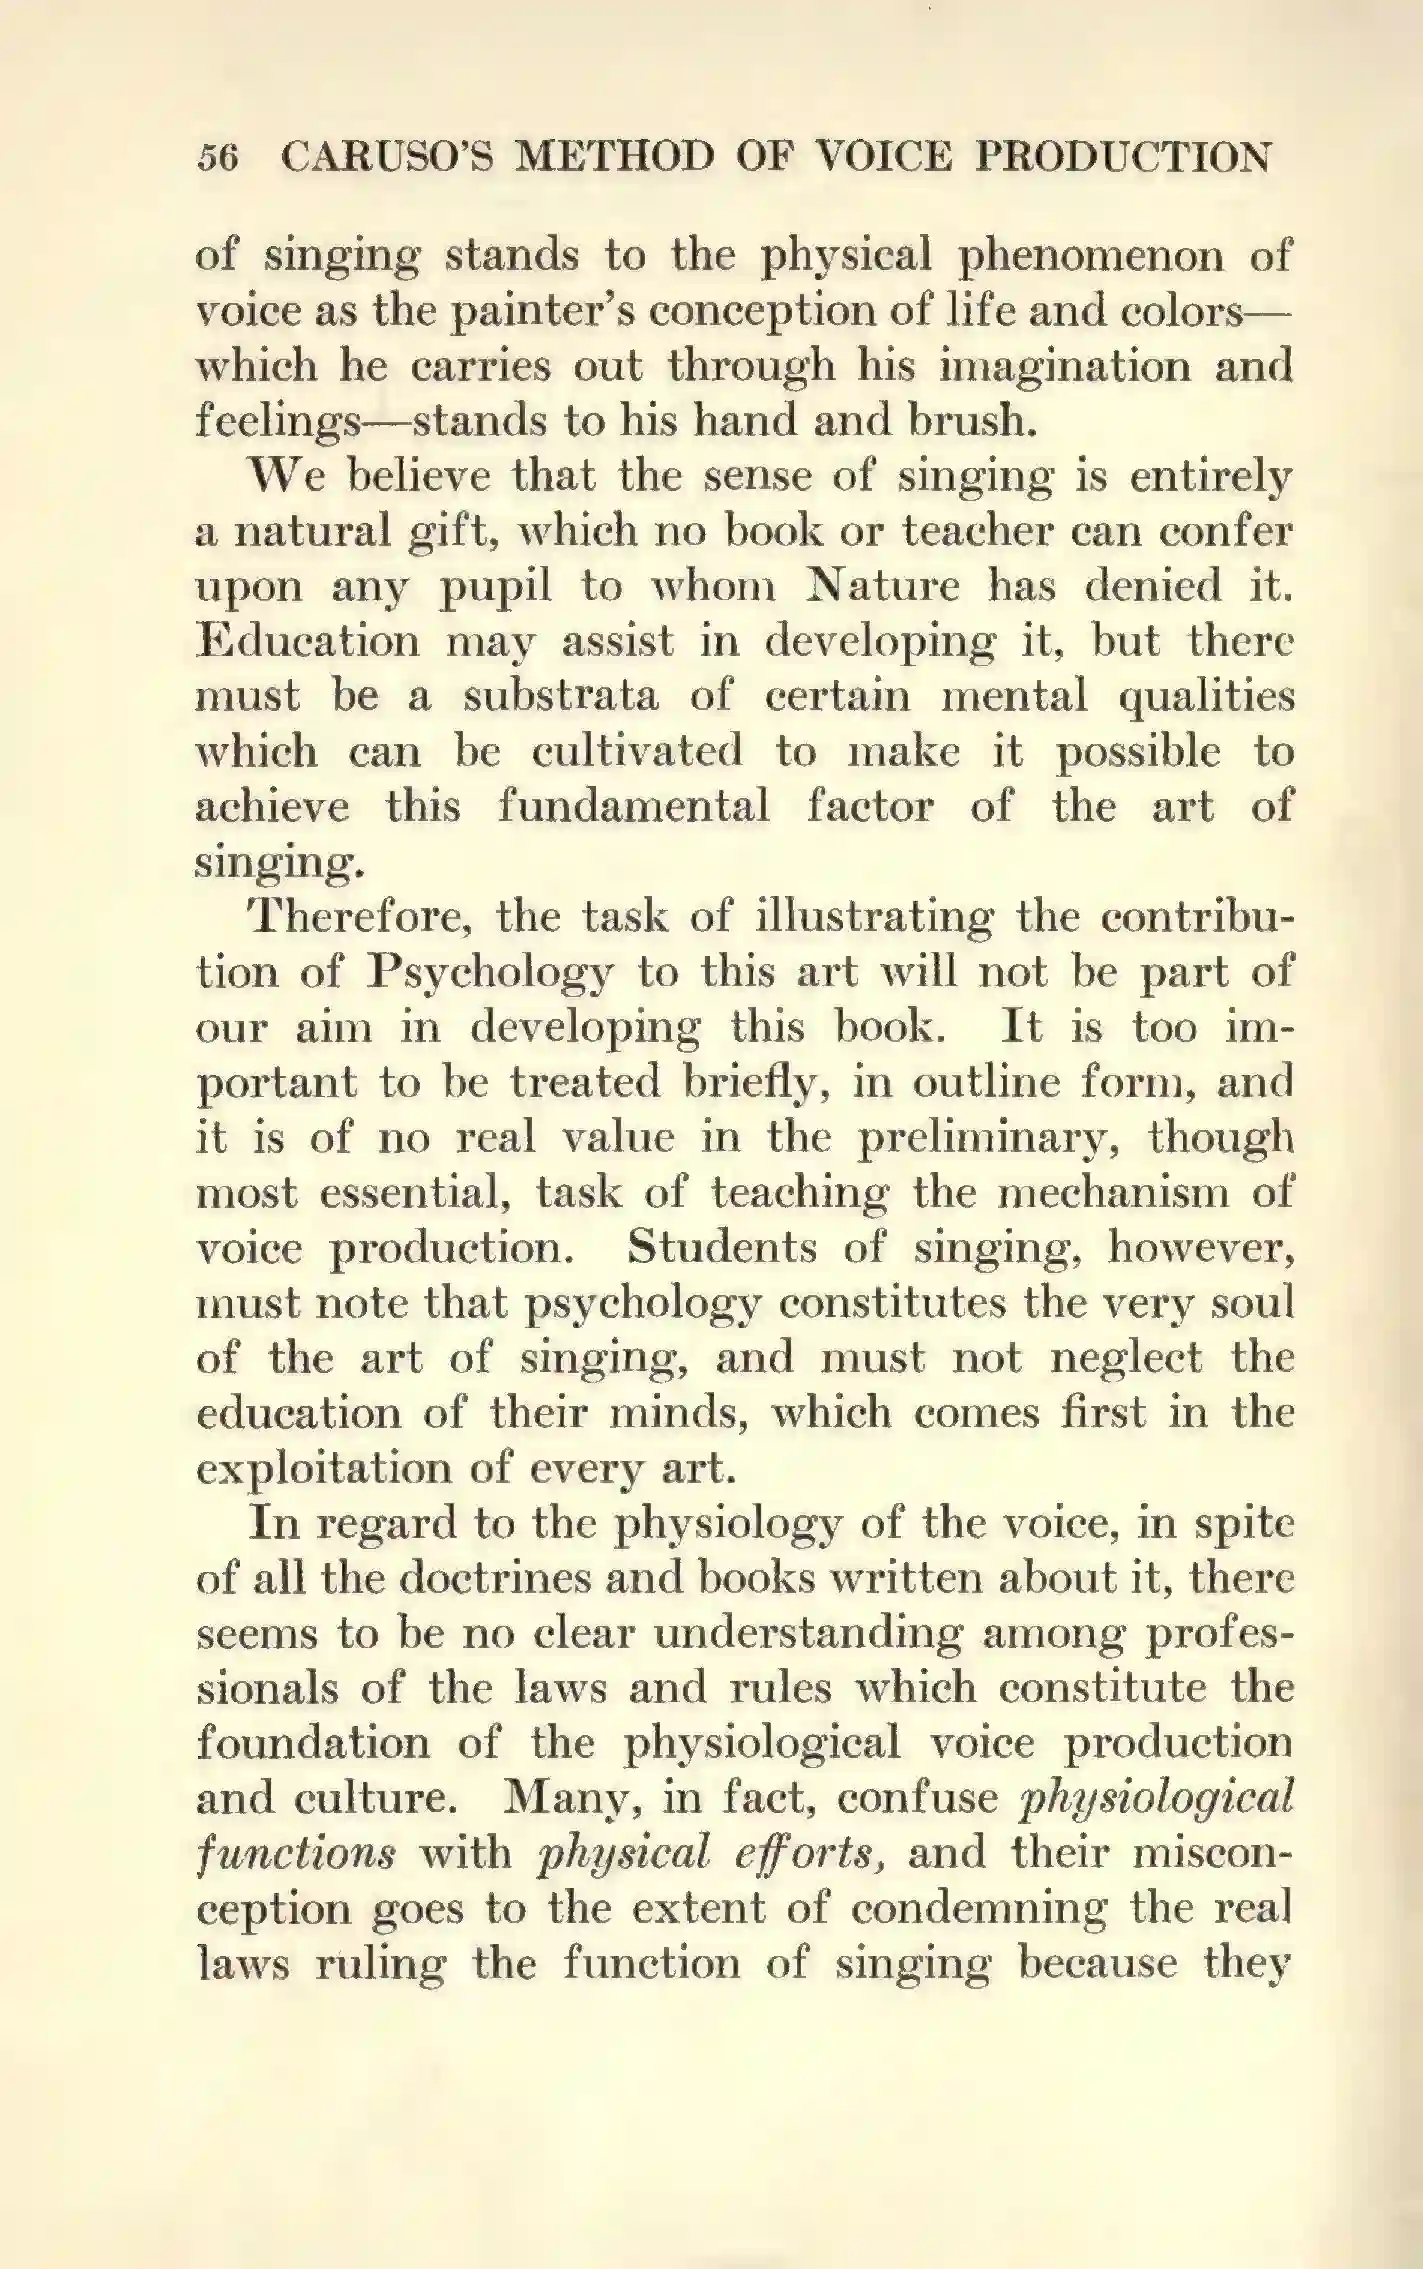 56 CARUSO'S METHOD OF VOICE PRODUCTION
of singing stands to the physical phenomenon of
voice as the painter's conception of life and colors—
which he carries out through his imagination and
feelings—stands to his hand and brush.
We believe that the sense of singing is entirely
a natural gift, which no book or teacher can confer
upon any pupil to whom Nature has denied it.
Education may assist in developing it, but there
must be a substrata of certain mental qualities
which can be cultivated to make it possible to
achieve this fundamental factor of the art of
singing.
Therefore, the task of illustrating the contribu-
tion of Psychology to this art will not be part of
our aim in developing this book. It is too im-
portant to be treated briefly, in outline form, and
it is of no real value in the preliminary, though
most essential, task of teaching the mechanism of
voice production. Students of singing, however,
must note that psychology constitutes the very soul
of the art of singing, and must not neglect the
education of their minds, which comes first in the
exploitation of every art.
In regard to the physiology of the voice, in spite
of all the doctrines and books written about it, there
seems to be no clear understanding among profes-
sionals of the laws and rules which constitute the
foundation of the physiological voice production
and culture. Many, in fact, confuse physiological
functions with physical efforts, and their miscon-
ception goes to the extent of condemning the real
laws ruling the function of singing because they